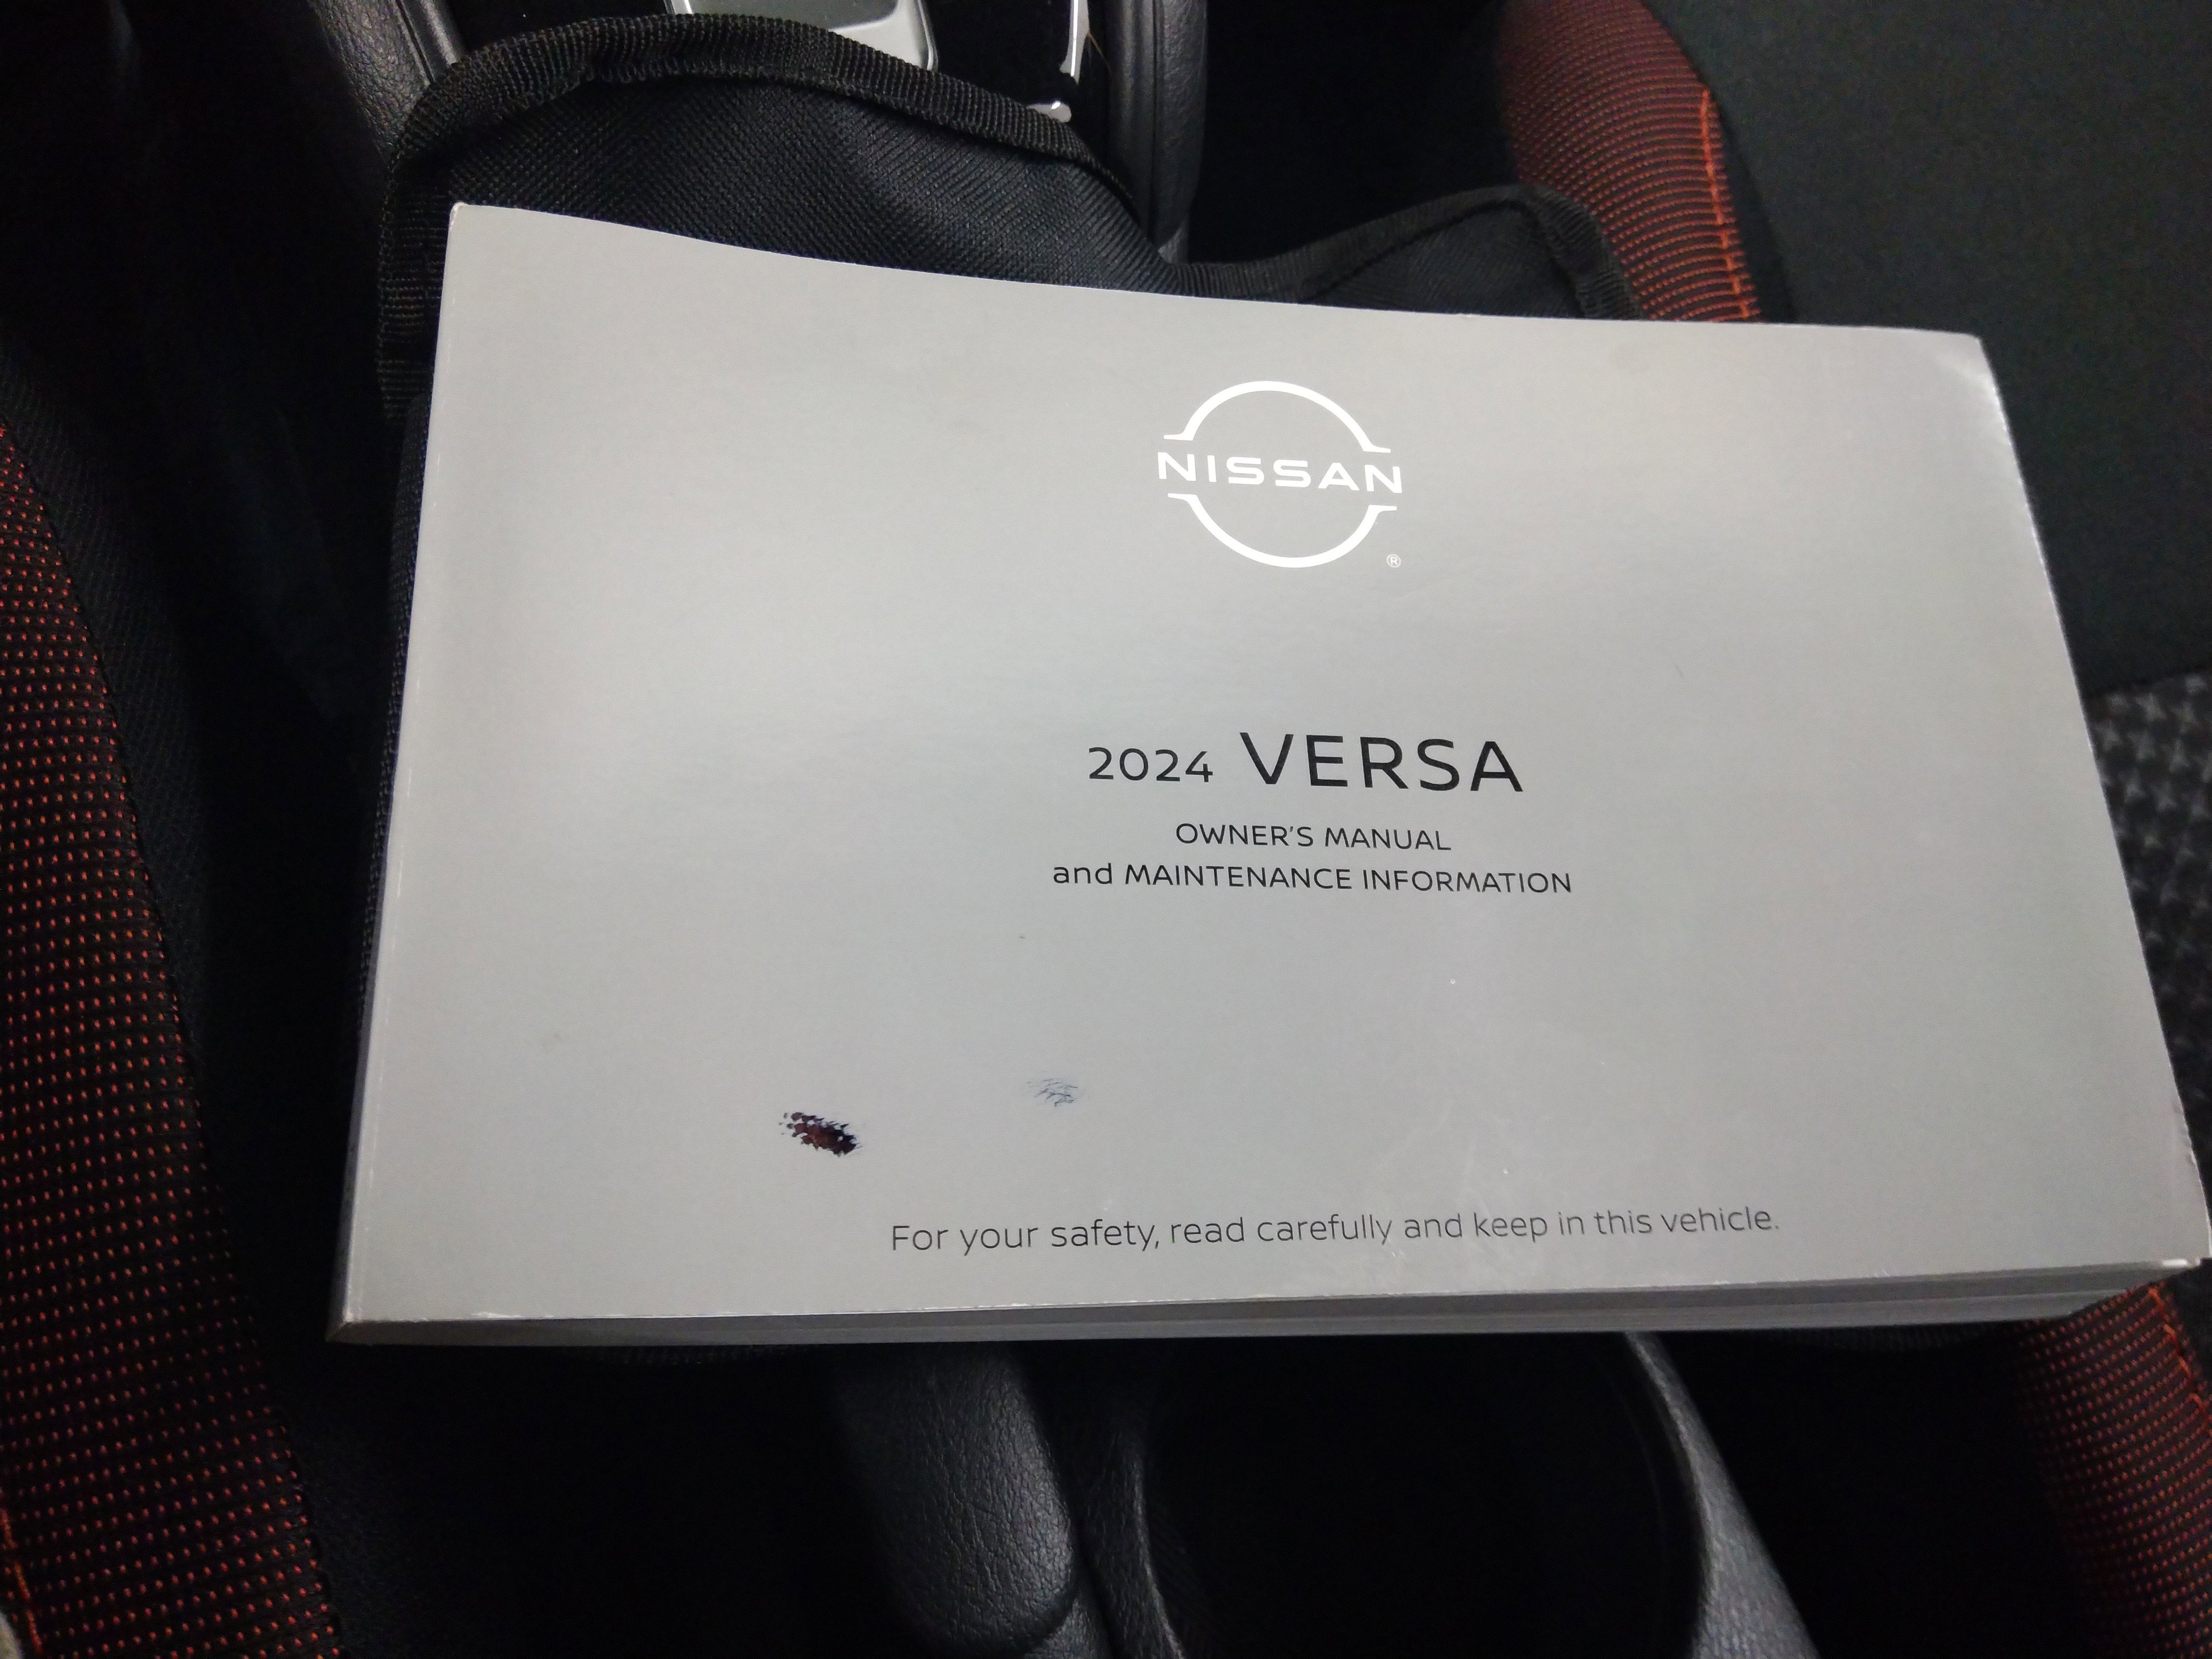 NISSAN
®
2024 VERSA
OWNER'S MANUAL
and MAINTENANCE INFORMATION
For your safety, read carefully and keep in this vehicle.